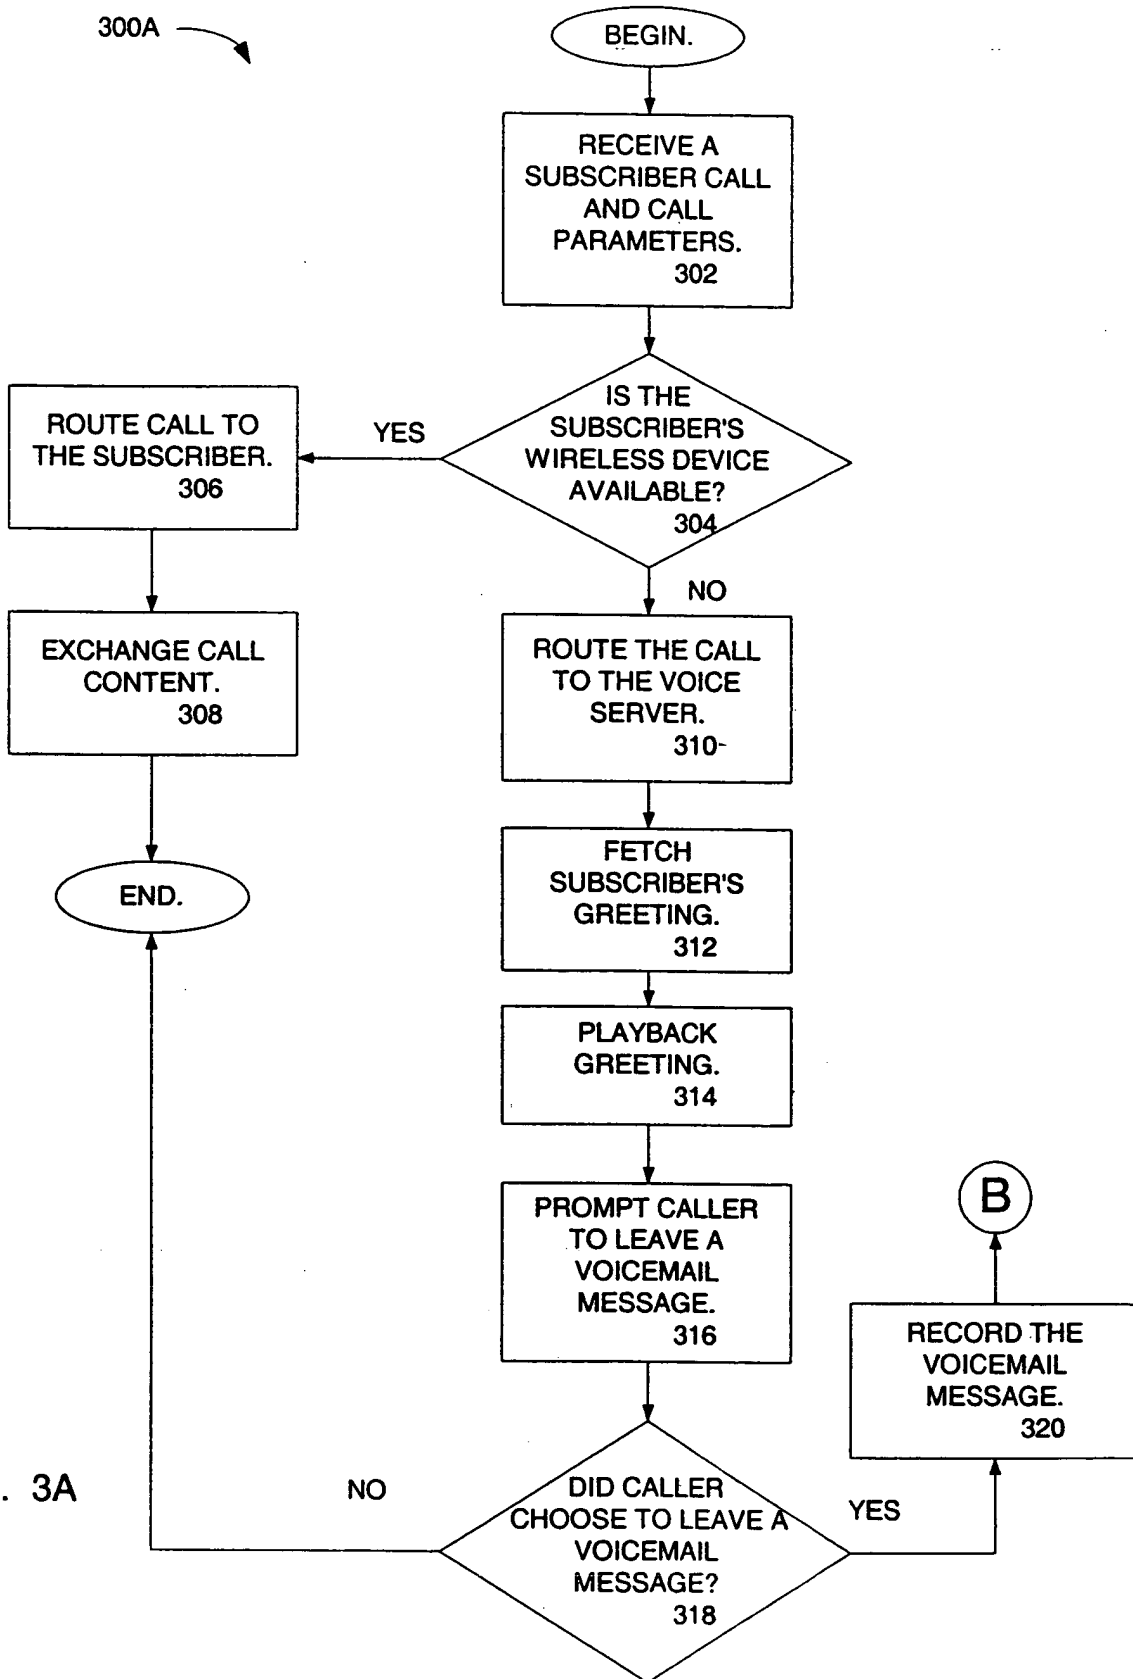 300A
BEGIN.
RECEIVE A
SUBSCRIBER CALL
AND CALL
PARAMETERS.
302
IS THE
SUBSCRIBER'S
WIRELESS DEVICE
AVAILABLE?
304
YES
ROUTE CALL TO
THE SUBSCRIBER.
306
EXCHANGE CALL
CONTENT.
308
END.
NO
ROUTE THE CALL
TO THE VOICE
SERVER.
310
FETCH
SUBSCRIBER'S
GREETING.
312
PLAYBACK
GREETING.
314
PROMPT CALLER
TO LEAVE A
VOICEMAIL
MESSAGE.
316
DID CALLER
CHOOSE TO LEAVE A
VOICEMAIL
MESSAGE?
318
NO
YES
RECORD THE
VOICEMAIL
MESSAGE.
320
B
. 3A